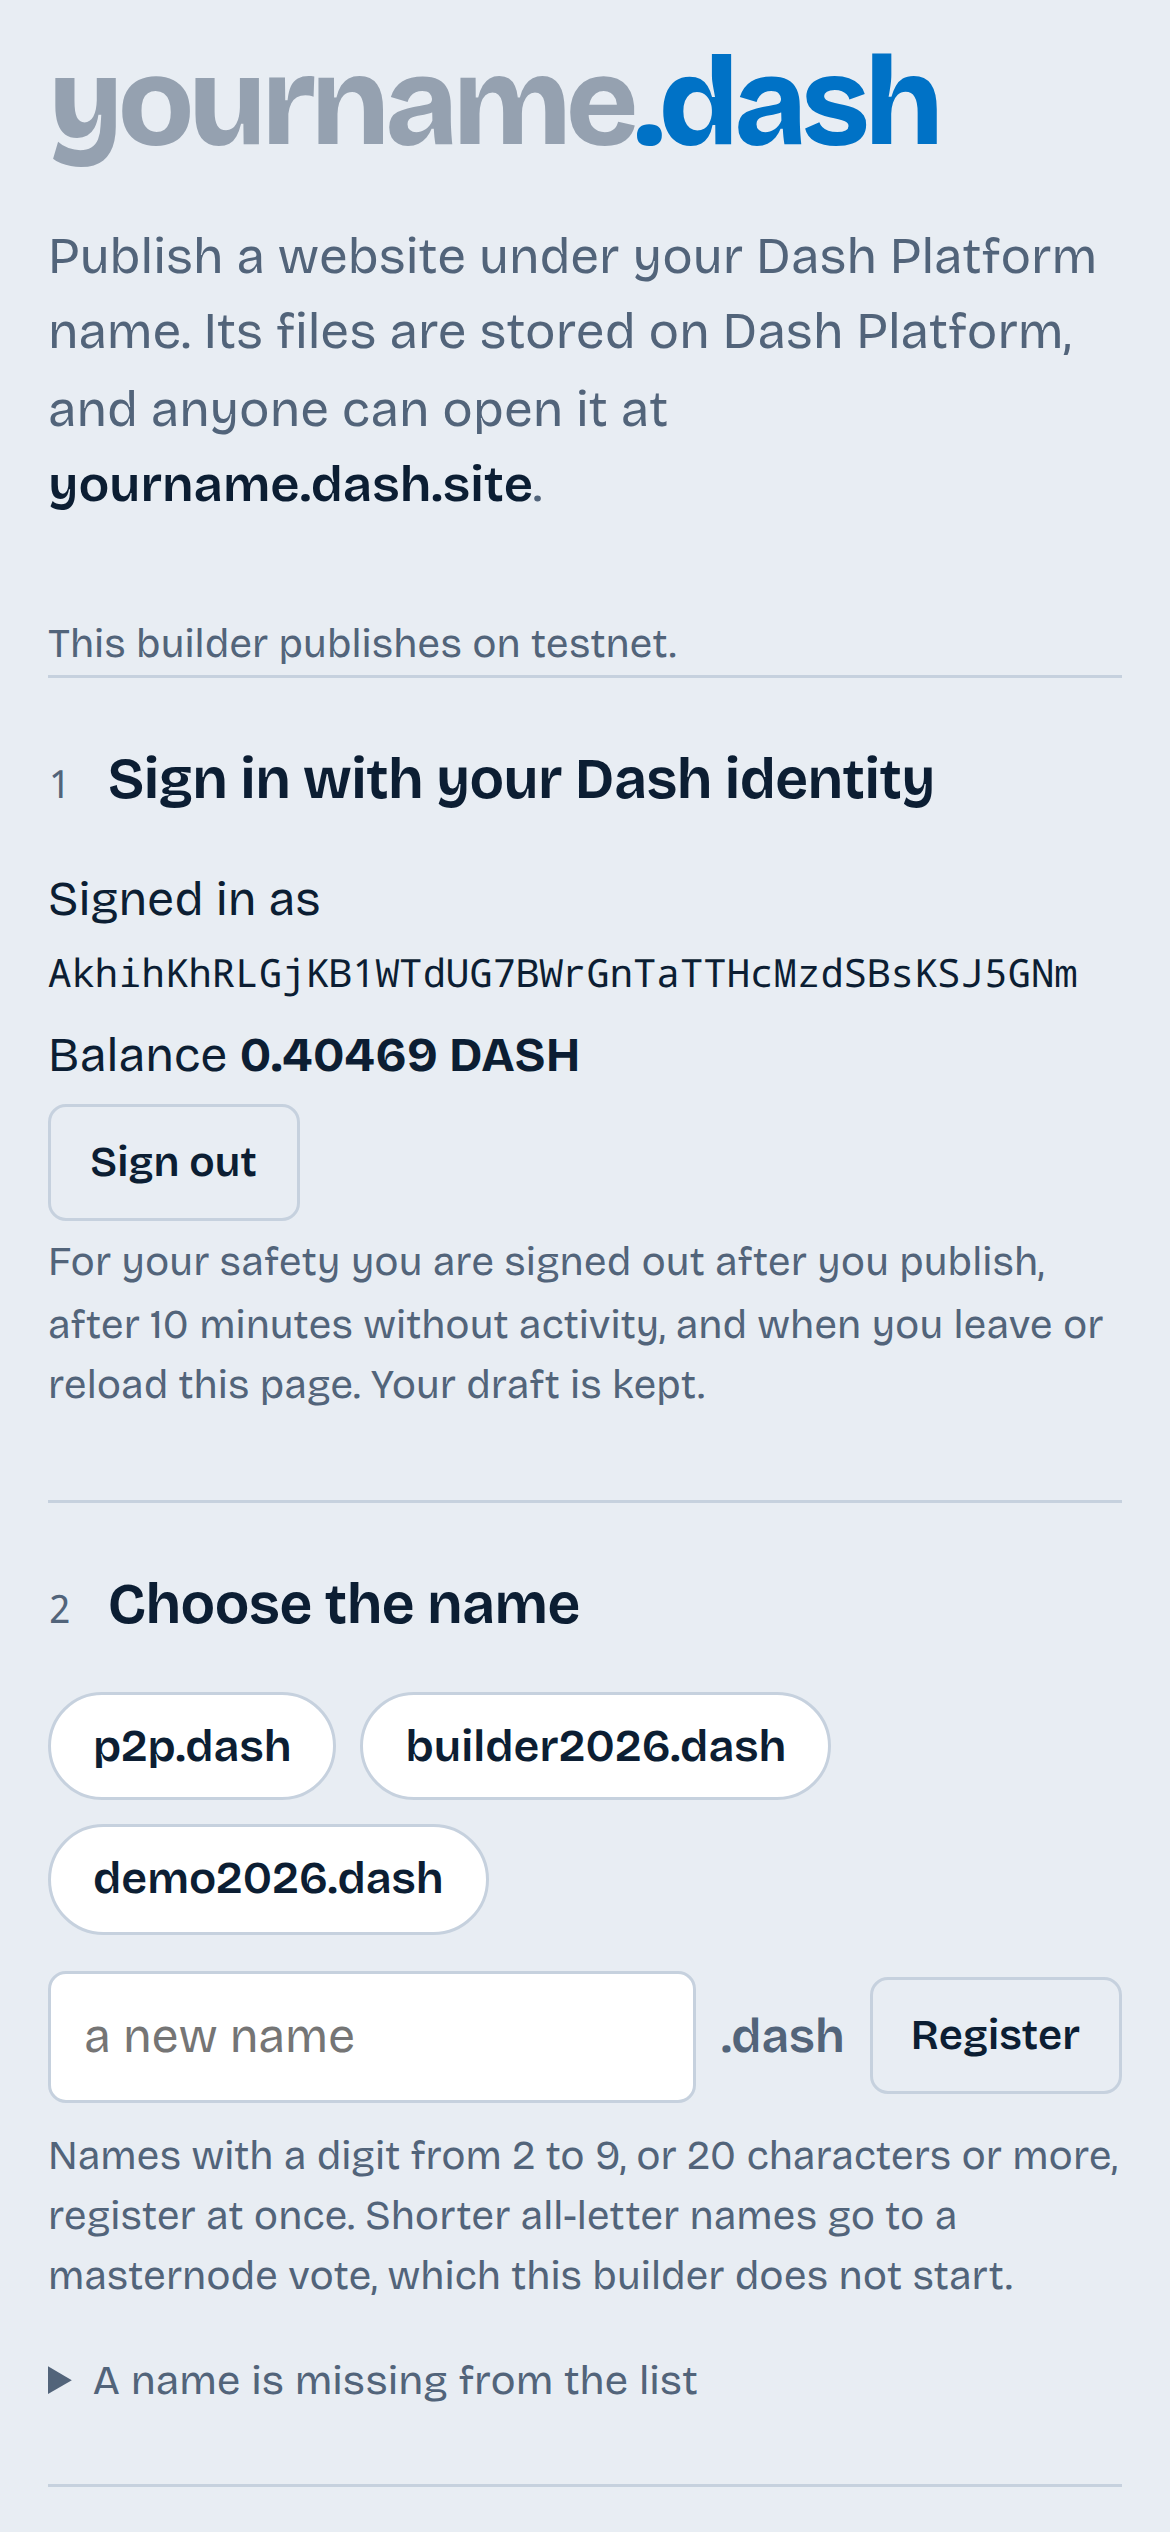 yourname.dash
Publish a website under your Dash Platform
name. Its files are stored on Dash Platform,
and anyone can open it at
yourname.dash.site.
This builder publishes on testnet.
1 Sign in with your Dash identity
Signed in as
AkhihKhRLGjKB1WTdUG7BWrGnTaTTHcMzdSBsKSJ5GNm
Balance 0.40469 DASH
Sign out
For your safety you are signed out after you publish,
after 10 minutes without activity, and when you leave or
reload this page. Your draft is kept.
2 Choose the name
p2p.dash builder2026.dash
demo2026.dash
a new name .dash Register
Names with a digit from 2 to 9, or 20 characters or more,
register at once. Shorter all-letter names go to a
masternode vote, which this builder does not start.
A name is missing from the list